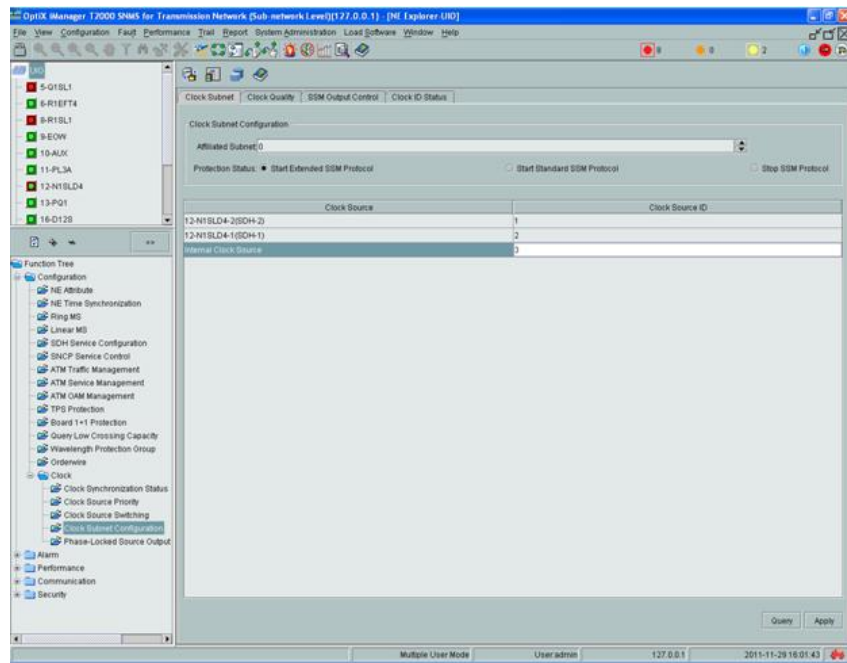 OptiX iManager T2000 SNMS for Transmission Network (Sub-network Level)(127.0.0.1) - [NE Explorer-UIO]
File View Configuration Fault Performance Trail Report System Administration Load Software Window Help
0 0 2
UIO
5-Q1SL1
6-R1EFT4
8-R1SL1
9-EOW
10-AUX
11-PL3A
12-N1SLD4
13-PQ1
16-D12S
Function Tree
Configuration
NE Attribute
NE Time Synchronization
Ring MS
Linear MS
SDH Service Configuration
SNCP Service Control
ATM Traffic Management
ATM Service Management
ATM OAM Management
TPS Protection
Board 1+1 Protection
Query Low Crossing Capacity
Wavelength Protection Group
Orderwire
Clock
Clock Synchronization Status
Clock Source Priority
Clock Source Switching
Clock Subnet Configuration
Phase-Locked Source Output
Alarm
Performance
Communication
Security
Clock Subnet Clock Quality SSM Output Control Clock ID Status
Clock Subnet Configuration
Affiliated Subnet 0
Protection Status: Start Extended SSM Protocol Start Standard SSM Protocol Stop SSM Protocol
Clock Source Clock Source ID
12-N1SLD4-2(SDH-2) 1
12-N1SLD4-1(SDH-1) 2
Internal Clock Source 3
Query Apply
Multiple User Mode User:admin 127.0.0.1 2011-11-29 16:01:43